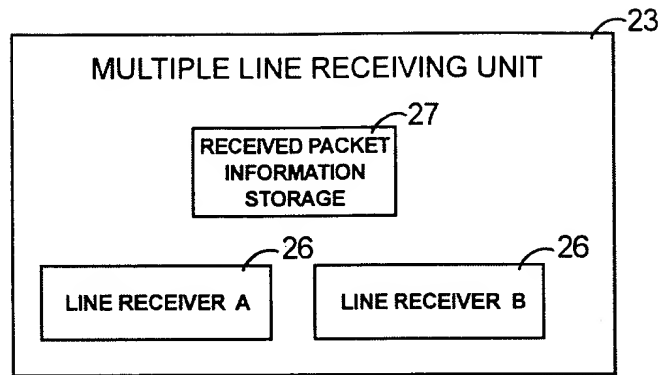 23
MULTIPLE LINE RECEIVING UNIT
27
RECEIVED PACKET
INFORMATION
STORAGE
26
26
LINE RECEIVER A
LINE RECEIVER B